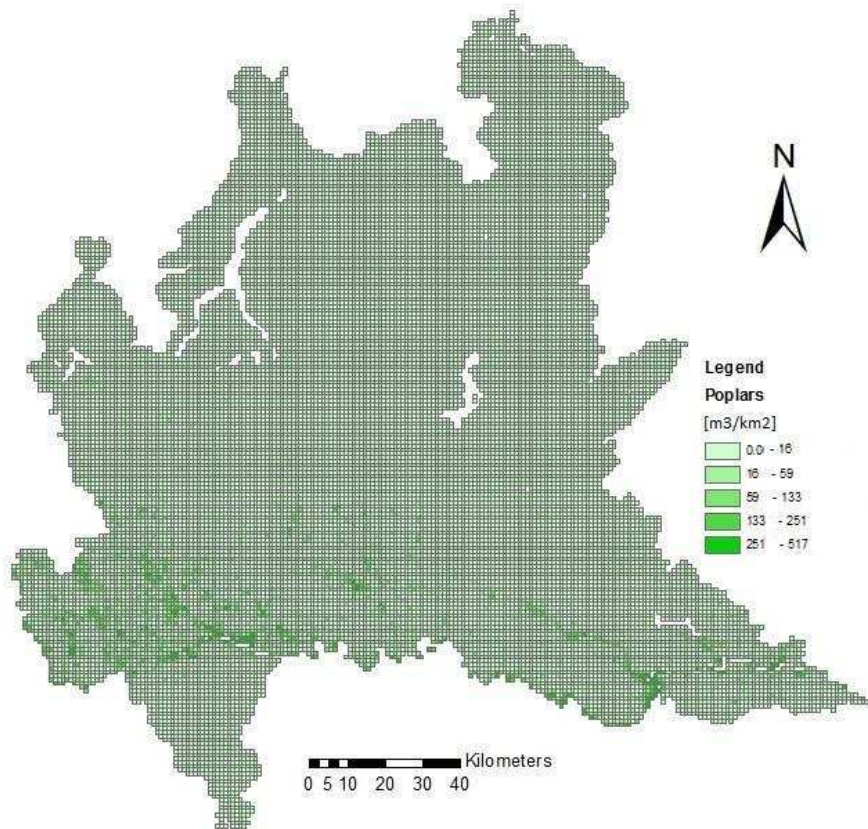 N
Legend
Poplars
[m3/km2]
0.0 - 16
16 - 59
59 - 133
133 - 251
251 - 517
Kilometers
0 5 10 20 30 40